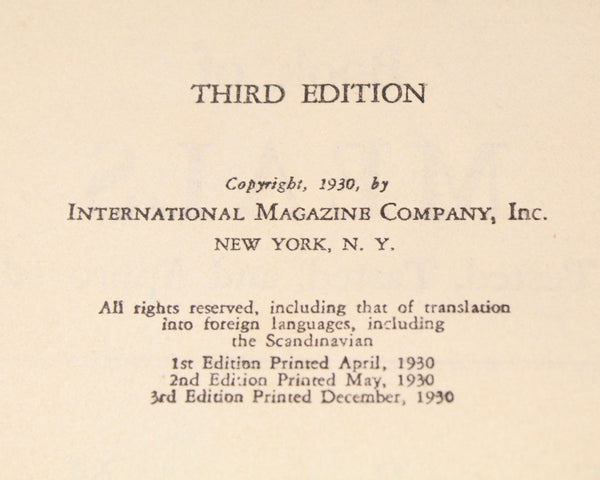 THIRD EDITION
Copyright, 1930, by
INTERNATIONAL MAGAZINE COMPANY, Inc.
NEW YORK, N. Y.
All rights reserved, including that of translation
into foreign languages, including
the Scandinavian
1st Edition Printed April, 1930
2nd Edition Printed May, 1930
3rd Edition Printed December, 1930